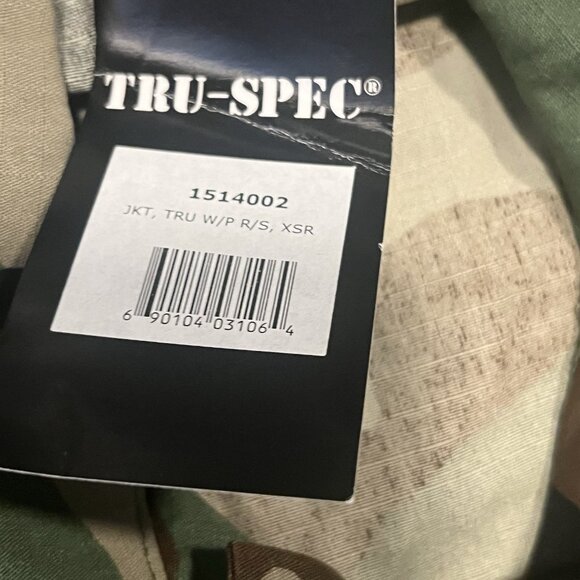 TRU-SPEC®
1514002
JKT, TRU W/P R/S, XSR
6 90104 03106 4